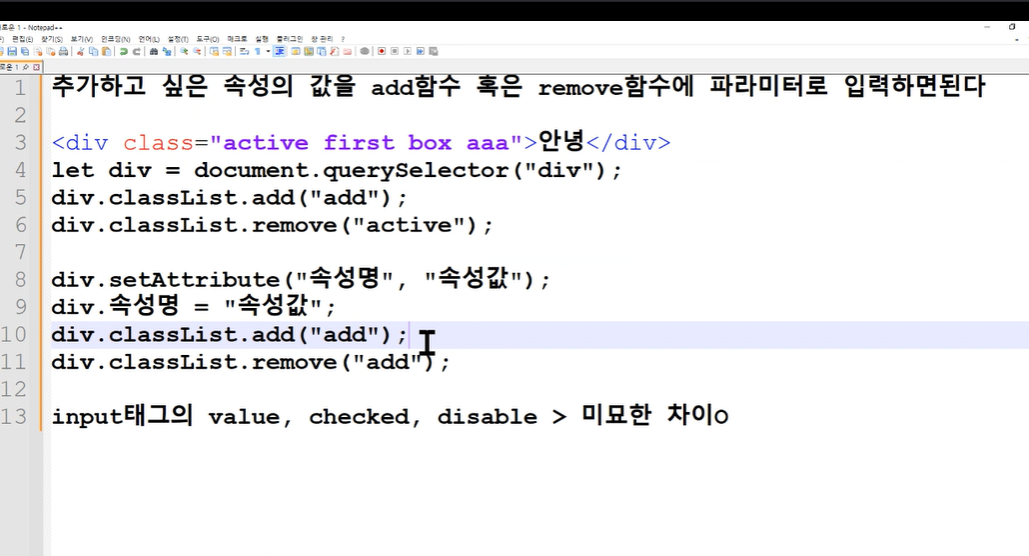 새로운 1 - Notepad++
편집(E) 찾기(S) 보기(V) 인코딩(N) 언어(L) 설정(T) 도구(O) 매크로 실행 플러그인 창 관리 ?
로운 1
1 추가하고 싶은 속성의 값을 add함수 혹은 remove함수에 파라미터로 입력하면된다
2
3 <div class="active first box aaa">안녕</div>
4 let div = document.querySelector("div");
5 div.classList.add("add");
6 div.classList.remove("active");
7
8 div.setAttribute("속성명", "속성값");
9 div.속성명 = "속성값";
10 div.classList.add("add");
11 div.classList.remove("add");
12
13 input태그의 value, checked, disable > 미묘한 차이o